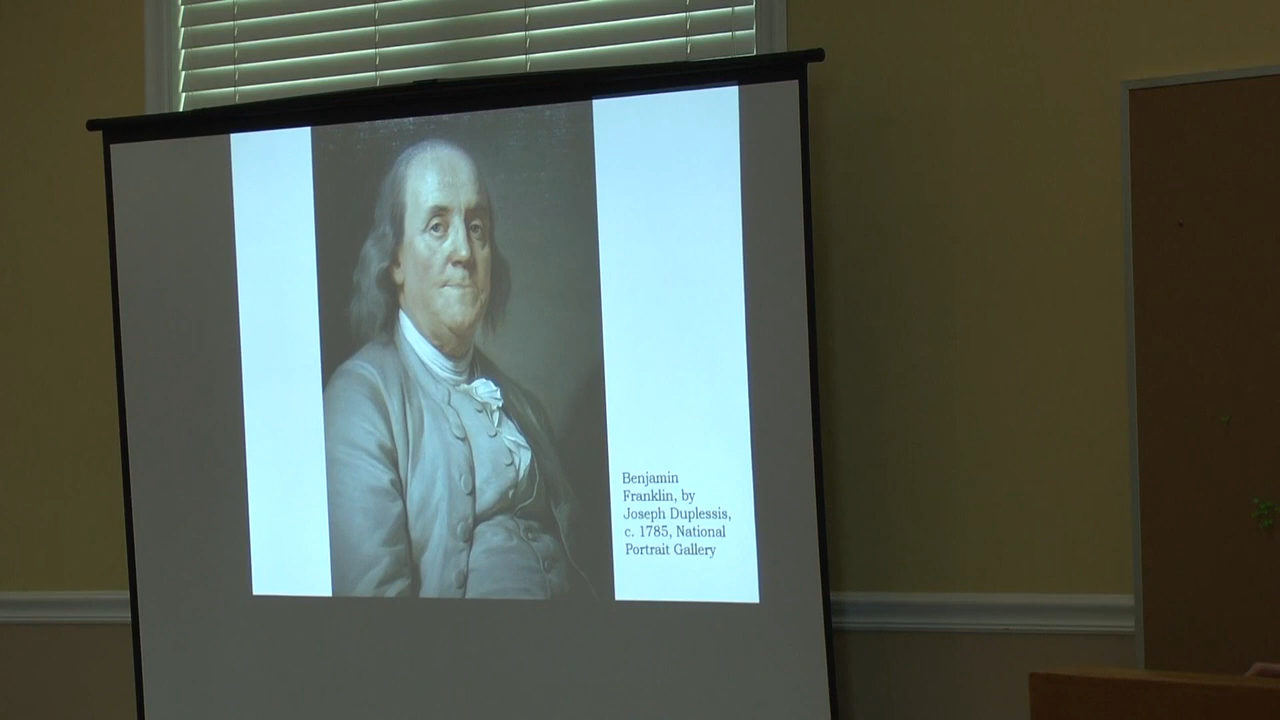 Benjamin
Franklin, by
Joseph Duplessis,
c. 1785, National
Portrait Gallery